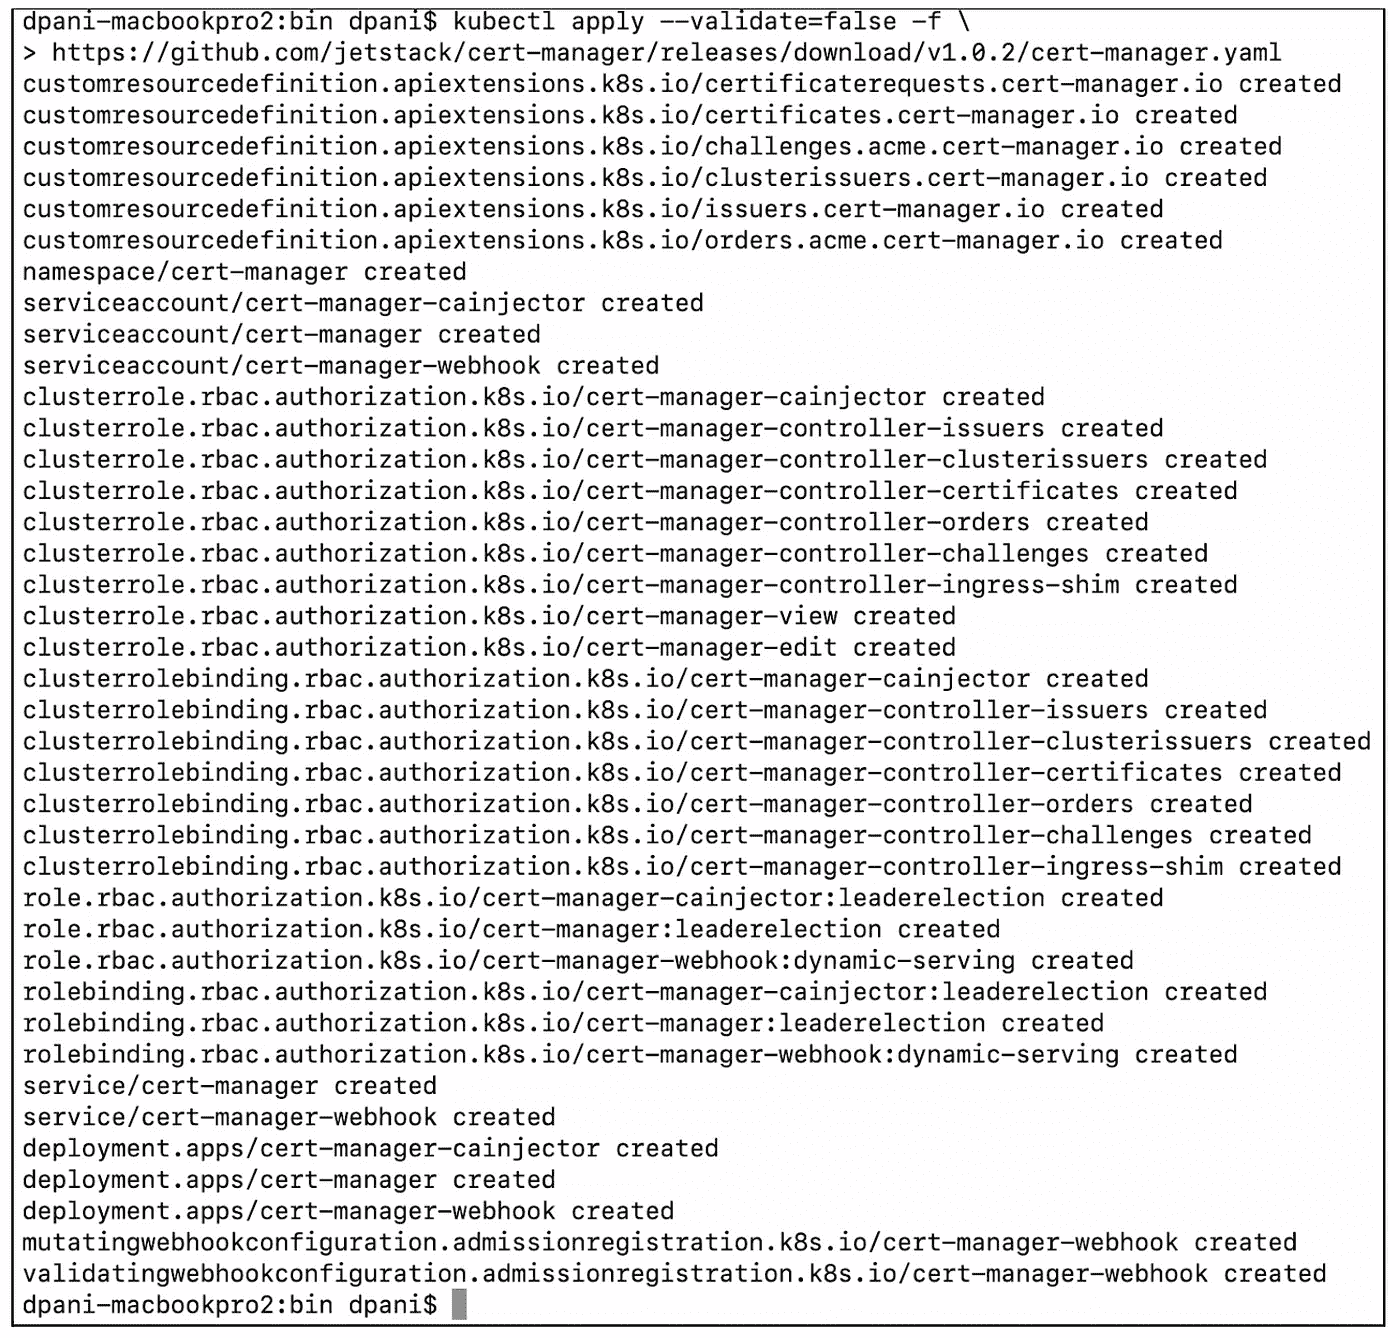 dpani-macbookpro2:bin dpani$ kubectl apply --validate=false -f \
> https://github.com/jetstack/cert-manager/releases/download/v1.0.2/cert-manager.yaml
customresourcedefinition.apiextensions.k8s.io/certificaterequests.cert-manager.io created
customresourcedefinition.apiextensions.k8s.io/certificates.cert-manager.io created
customresourcedefinition.apiextensions.k8s.io/challenges.acme.cert-manager.io created
customresourcedefinition.apiextensions.k8s.io/clusterissuers.cert-manager.io created
customresourcedefinition.apiextensions.k8s.io/issuers.cert-manager.io created
customresourcedefinition.apiextensions.k8s.io/orders.acme.cert-manager.io created
namespace/cert-manager created
serviceaccount/cert-manager-cainjector created
serviceaccount/cert-manager created
serviceaccount/cert-manager-webhook created
clusterrole.rbac.authorization.k8s.io/cert-manager-cainjector created
clusterrole.rbac.authorization.k8s.io/cert-manager-controller-issuers created
clusterrole.rbac.authorization.k8s.io/cert-manager-controller-clusterissuers created
clusterrole.rbac.authorization.k8s.io/cert-manager-controller-certificates created
clusterrole.rbac.authorization.k8s.io/cert-manager-controller-orders created
clusterrole.rbac.authorization.k8s.io/cert-manager-controller-challenges created
clusterrole.rbac.authorization.k8s.io/cert-manager-controller-ingress-shim created
clusterrole.rbac.authorization.k8s.io/cert-manager-view created
clusterrole.rbac.authorization.k8s.io/cert-manager-edit created
clusterrolebinding.rbac.authorization.k8s.io/cert-manager-cainjector created
clusterrolebinding.rbac.authorization.k8s.io/cert-manager-controller-issuers created
clusterrolebinding.rbac.authorization.k8s.io/cert-manager-controller-clusterissuers created
clusterrolebinding.rbac.authorization.k8s.io/cert-manager-controller-certificates created
clusterrolebinding.rbac.authorization.k8s.io/cert-manager-controller-orders created
clusterrolebinding.rbac.authorization.k8s.io/cert-manager-controller-challenges created
clusterrolebinding.rbac.authorization.k8s.io/cert-manager-controller-ingress-shim created
role.rbac.authorization.k8s.io/cert-manager-cainjector:leaderelection created
role.rbac.authorization.k8s.io/cert-manager:leaderelection created
role.rbac.authorization.k8s.io/cert-manager-webhook:dynamic-serving created
rolebinding.rbac.authorization.k8s.io/cert-manager-cainjector:leaderelection created
rolebinding.rbac.authorization.k8s.io/cert-manager:leaderelection created
rolebinding.rbac.authorization.k8s.io/cert-manager-webhook:dynamic-serving created
service/cert-manager created
service/cert-manager-webhook created
deployment.apps/cert-manager-cainjector created
deployment.apps/cert-manager created
deployment.apps/cert-manager-webhook created
mutatingwebhookconfiguration.admissionregistration.k8s.io/cert-manager-webhook created
validatingwebhookconfiguration.admissionregistration.k8s.io/cert-manager-webhook created
dpani-macbookpro2:bin dpani$